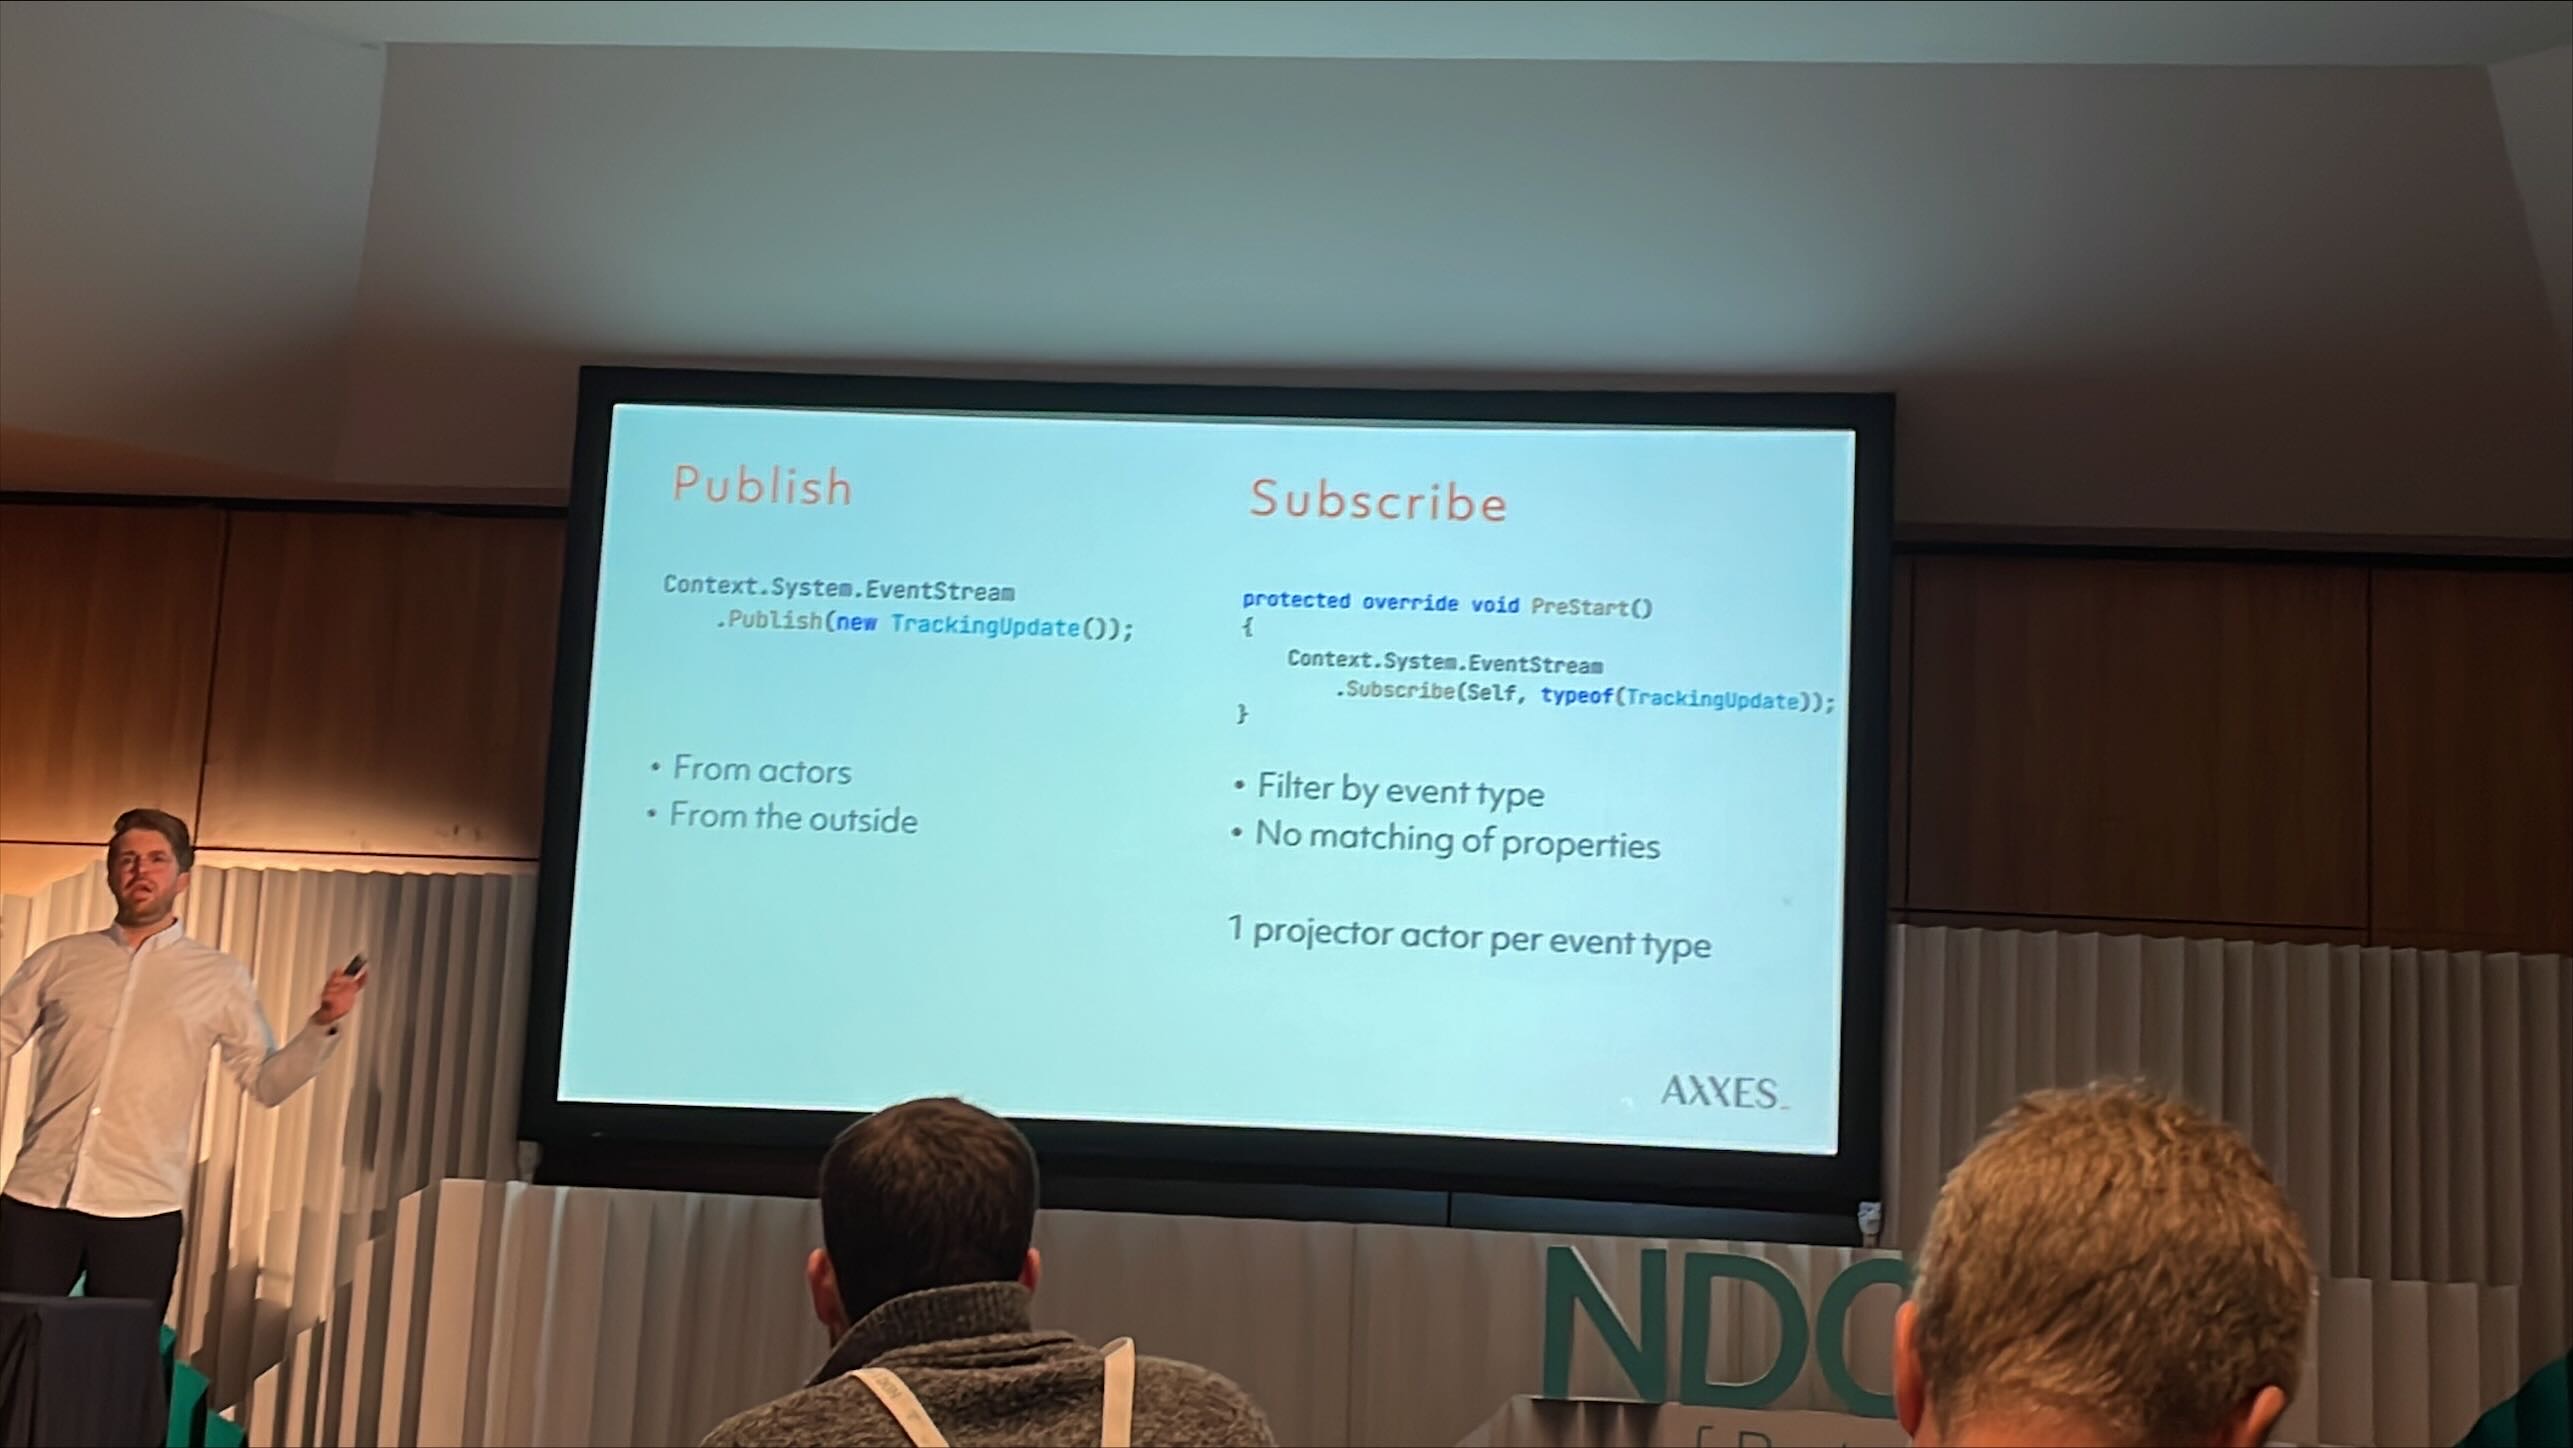 Publish
Context.System.EventStream
.Publish(new TrackingUpdate());
• From actors
• From the outside
Subscribe
protected override void PreStart()
{
Context.System.EventStream
.Subscribe(Self, typeof(TrackingUpdate));
}
• Filter by event type
• No matching of properties
1 projector actor per event type
AXXES_
NDC